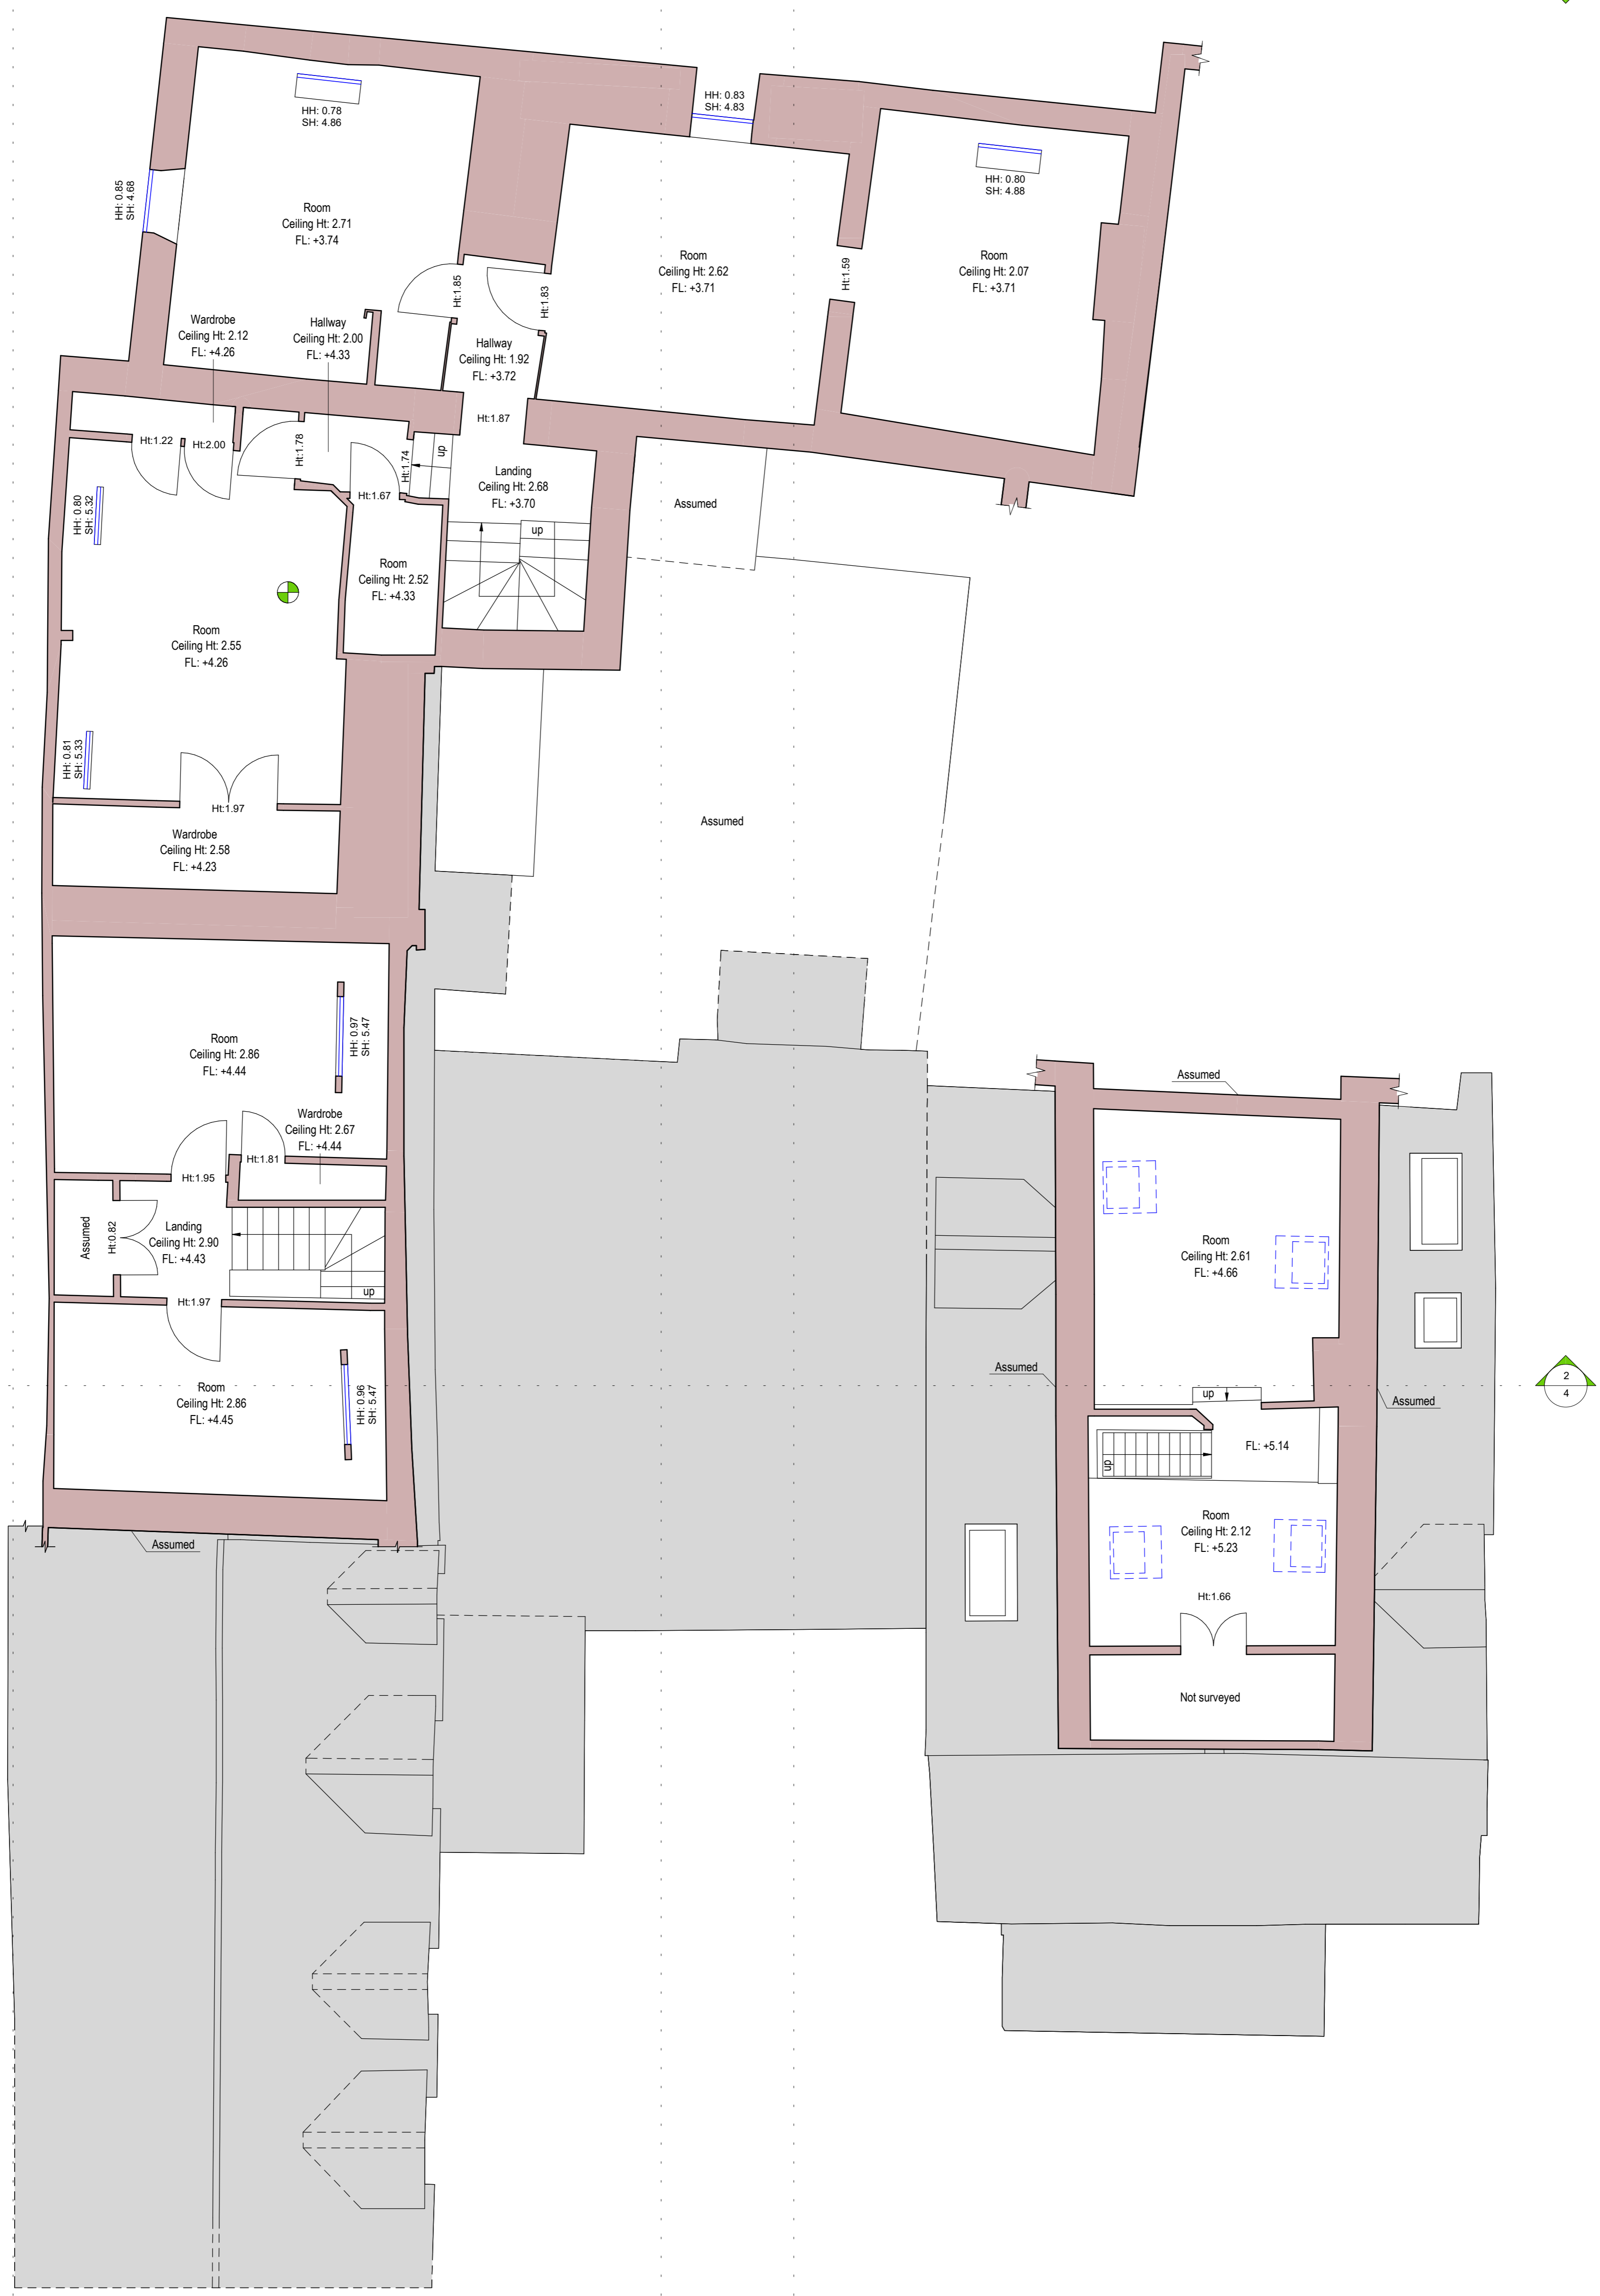 HH: 0.78
SH: 4.86
HH: 0.83
SH: 4.83
HH: 0.80
SH: 4.88
HH: 0.85
SH: 4.68
Room
Ceiling Ht: 2.71
FL: +3.74
Room
Ceiling Ht: 2.62
FL: +3.71
Ht:1.59
Room
Ceiling Ht: 2.07
FL: +3.71
Ht:1.85
Ht:1.83
Wardrobe
Ceiling Ht: 2.12
FL: +4.26
Hallway
Ceiling Ht: 2.00
FL: +4.33
Hallway
Ceiling Ht: 1.92
FL: +3.72
Ht:1.87
Ht:1.22
Ht:2.00
Ht:1.78
Ht:1.74
up
Ht:1.67
Landing
Ceiling Ht: 2.68
FL: +3.70
up
Assumed
HH: 0.80
SH: 5.32
Room
Ceiling Ht: 2.52
FL: +4.33
Room
Ceiling Ht: 2.55
FL: +4.26
HH: 0.81
SH: 5.33
Ht:1.97
Wardrobe
Ceiling Ht: 2.58
FL: +4.23
Assumed
Room
Ceiling Ht: 2.86
FL: +4.44
HH: 0.97
SH: 5.47
Wardrobe
Ceiling Ht: 2.67
FL: +4.44
Ht:1.81
Ht:1.95
Assumed
Ht:0.82
Landing
Ceiling Ht: 2.90
FL: +4.43
up
Ht:1.97
Room
Ceiling Ht: 2.86
FL: +4.45
HH: 0.96
SH: 5.47
Assumed
Assumed
Room
Ceiling Ht: 2.61
FL: +4.66
Assumed
up
Assumed
2
4
up
FL: +5.14
Room
Ceiling Ht: 2.12
FL: +5.23
Ht:1.66
Not surveyed